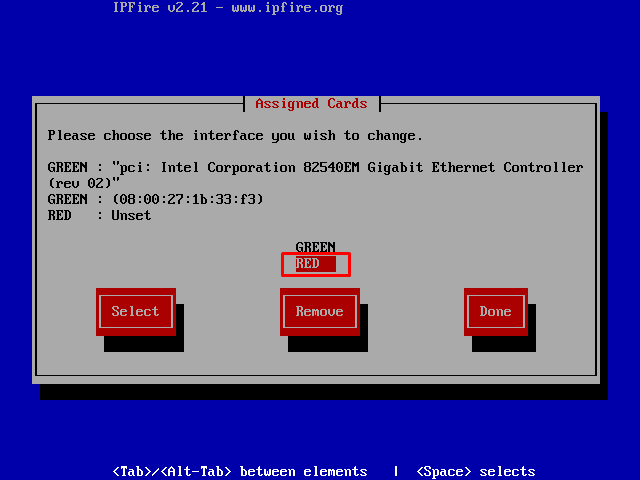 IPFire v2.21 - www.ipfire.org
Assigned Cards
Please choose the interface you wish to change.
GREEN : "pci: Intel Corporation 82540EM Gigabit Ethernet Controller
(rev 02)"
GREEN : (08:00:27:1b:33:f3)
RED   : Unset
GREEN
RED
Select Remove Done
<Tab>/<Alt-Tab> between elements   |  <Space> selects